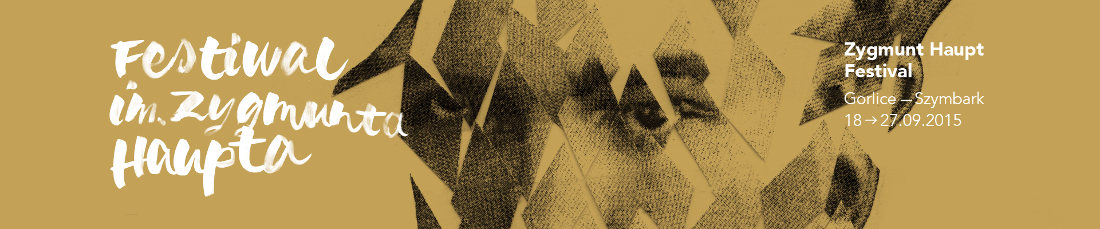 Festiwal
im. Zygmunta
Haupta
Zygmunt Haupt
Festival
Gorlice — Szymbark
18→27.09.2015